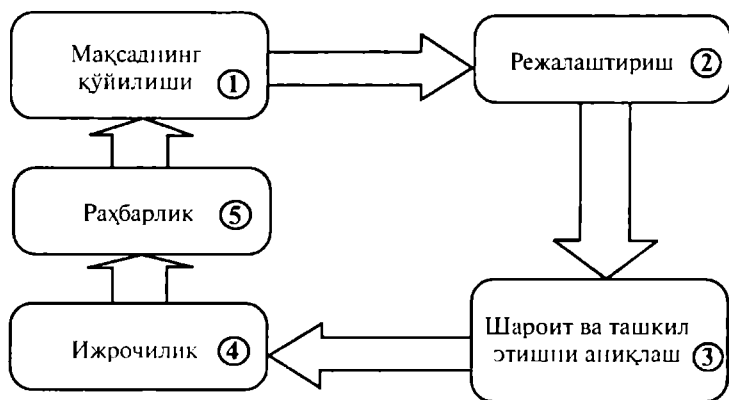 Мақсаднинг
қўйилиши ①
Режалаштириш ②
Шароит ва ташкил
этишни аниқлаш ③
Ижрочилик ④
Раҳбарлик ⑤